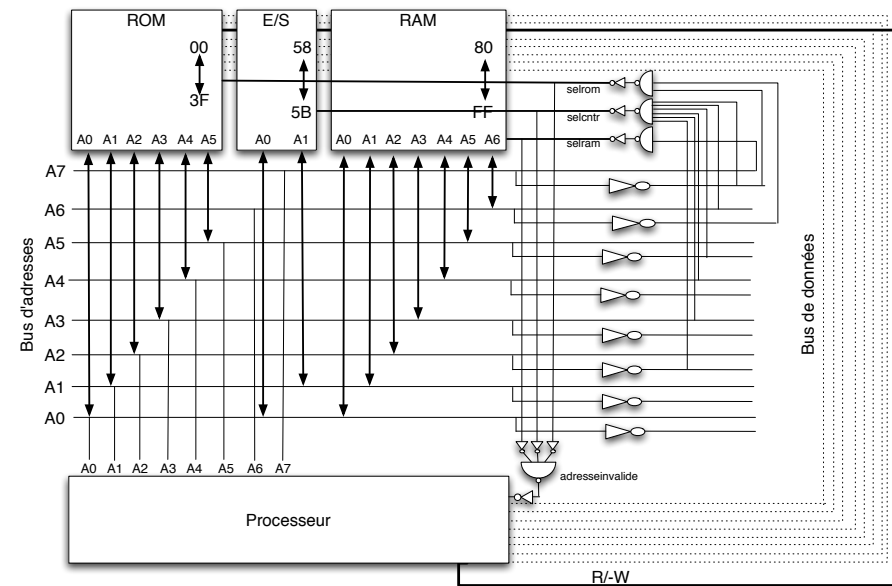 ROM E/S RAM
00 58 80
3F 5B FF
selrom
selcntr
selram
A0 A1 A2 A3 A4 A5 A0 A1 A0 A1 A2 A3 A4 A5 A6
A7
A6
A5
A4
A3
A2
A1
A0
Bus d'adresses
Bus de données
A0 A1 A2 A3 A4 A5 A6 A7
adresseinvalide
Processeur
R/-W